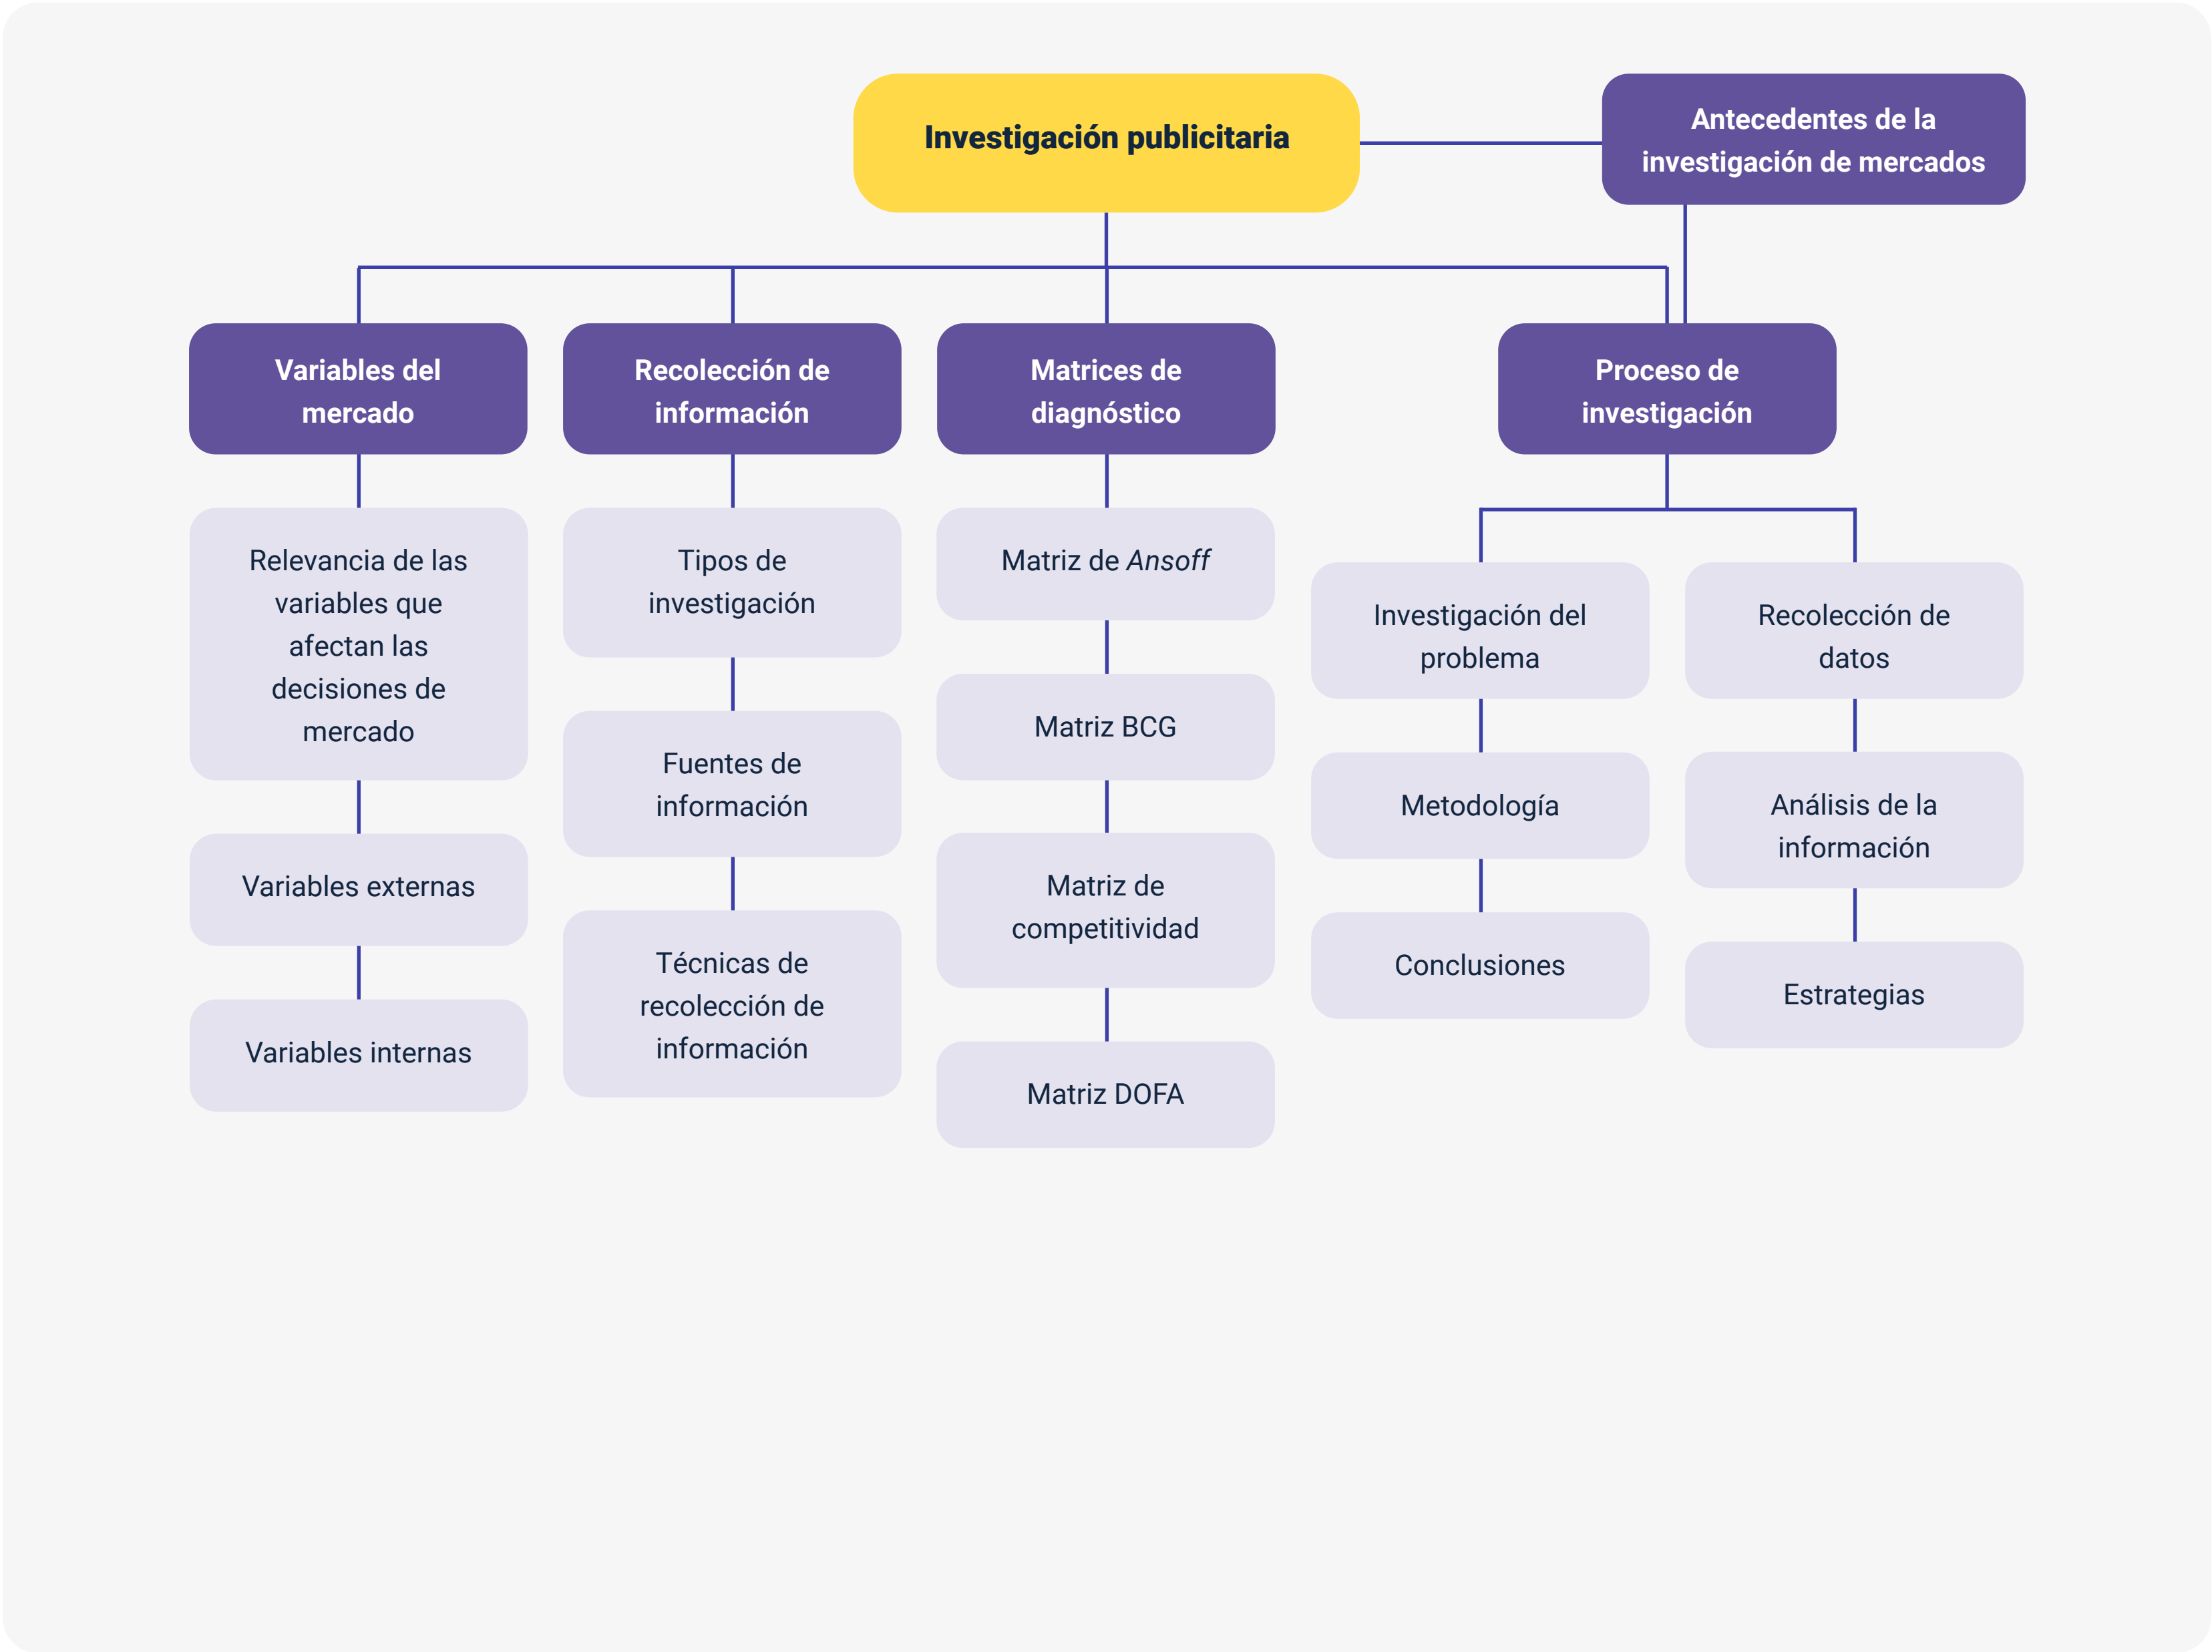 Investigación publicitaria
Antecedentes de la
investigación de mercados
Variables del
mercado
Relevancia de las
variables que
afectan las
decisiones de
mercado
Variables externas
Variables internas
Recolección de
información
Tipos de
investigación
Fuentes de
información
Técnicas de
recolección de
información
Matrices de
diagnóstico
Matriz de Ansoff
Matriz BCG
Matriz de
competitividad
Matriz DOFA
Proceso de
investigación
Investigación del
problema
Metodología
Conclusiones
Recolección de
datos
Análisis de la
información
Estrategias